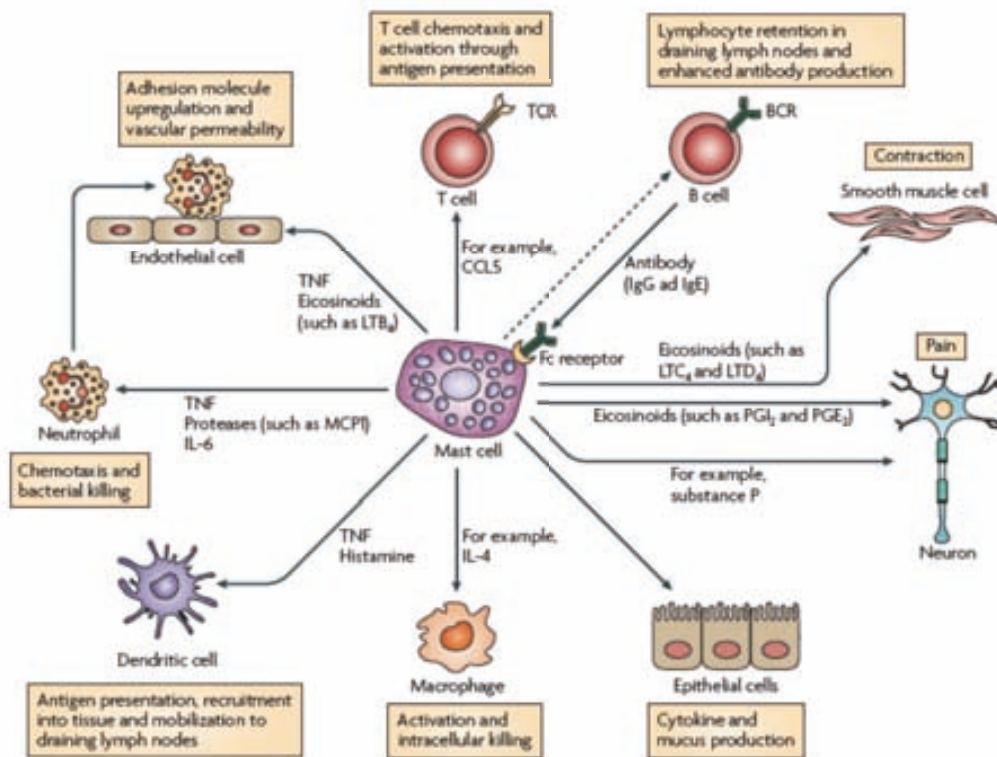 T cell chemotaxis and
activation through
antigen presentation
Lymphocyte retention in
draining lymph nodes and
enhanced antibody production
Adhesion molecule
upregulation and
vascular permeability
TCR
BCR
T cell
B cell
Contraction
Smooth muscle cell
Endothelial cell
For example,
CCL5
Antibody
(IgG ad IgE)
TNF
Eicosinoids
(such as LTB₄)
Fc receptor
Eicosinoids (such as
LTC₄ and LTD₄)
Pain
Neutrophil
TNF
Proteases (such as MCPI)
IL-6
Mast cell
Eicosinoids (such as PGI₂ and PGE₂)
Chemotaxis and
bacterial killing
For example,
substance P
Neuron
TNF
Histamine
For example,
IL-4
Dendritic cell
Macrophage
Epithelial cells
Antigen presentation, recruitment
into tissue and mobilization to
draining lymph nodes
Activation and
intracellular killing
Cytokine and
mucus production